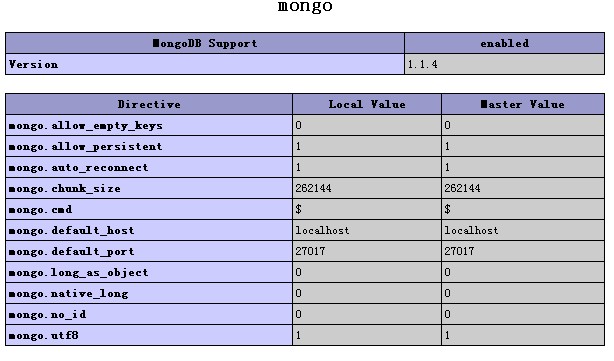 mongo
MongoDB Support enabled
Version 1.1.4
Directive Local Value Master Value
mongo.allow_empty_keys 0 0
mongo.allow_persistent 1 1
mongo.auto_reconnect 1 1
mongo.chunk_size 262144 262144
mongo.cmd $ $
mongo.default_host localhost localhost
mongo.default_port 27017 27017
mongo.long_as_object 0 0
mongo.native_long 0 0
mongo.no_id 0 0
mongo.utf8 1 1